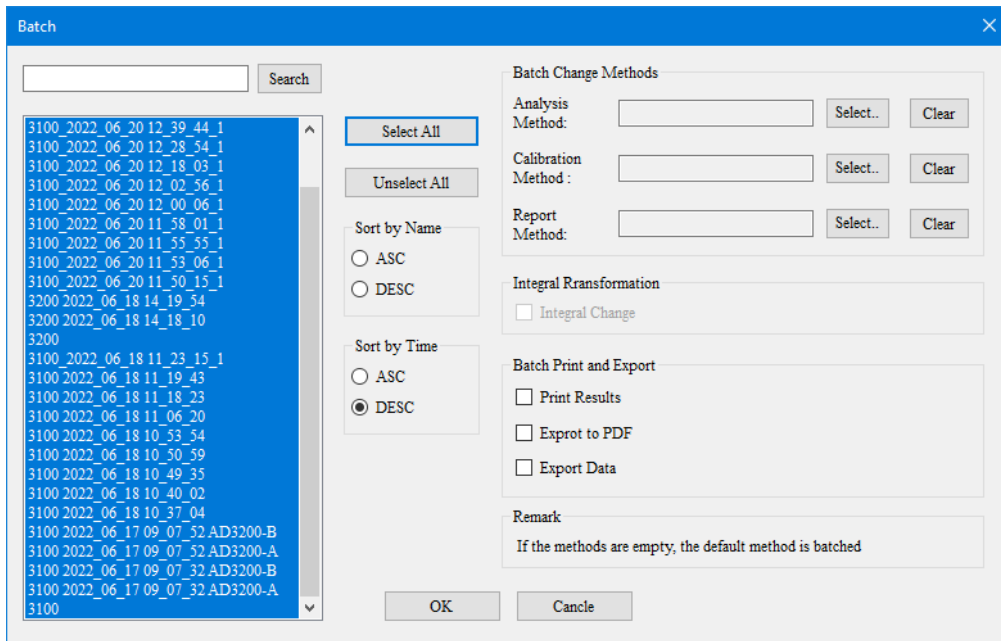 Batch
Search
3100_2022_06_20 12_39_44_1
3100_2022_06_20 12_28_54_1
3100_2022_06_20 12_18_03_1
3100_2022_06_20 12_02_56_1
3100_2022_06_20 12_00_06_1
3100_2022_06_20 11_58_01_1
3100_2022_06_20 11_55_55_1
3100_2022_06_20 11_53_06_1
3100_2022_06_20 11_50_15_1
3200 2022_06_18 14_19_54
3200 2022_06_18 14_18_10
3200
3100_2022_06_18 11_23_15_1
3100 2022_06_18 11_19_43
3100 2022_06_18 11_18_23
3100 2022_06_18 11_06_20
3100 2022_06_18 10_53_54
3100 2022_06_18 10_50_59
3100 2022_06_18 10_49_35
3100 2022_06_18 10_40_02
3100 2022_06_18 10_37_04
3100 2022_06_17 09_07_52 AD3200-B
3100 2022_06_17 09_07_52 AD3200-A
3100 2022_06_17 09_07_32 AD3200-B
3100 2022_06_17 09_07_32 AD3200-A
3100
Select All
Unselect All
Sort by Name
ASC
DESC
Sort by Time
ASC
DESC
Batch Change Methods
Analysis
Method:
Select..
Clear
Calibration
Method :
Select..
Clear
Report
Method:
Select..
Clear
Integral Rransformation
Integral Change
Batch Print and Export
Print Results
Exprot to PDF
Export Data
Remark
If the methods are empty, the default method is batched
OK
Cancle